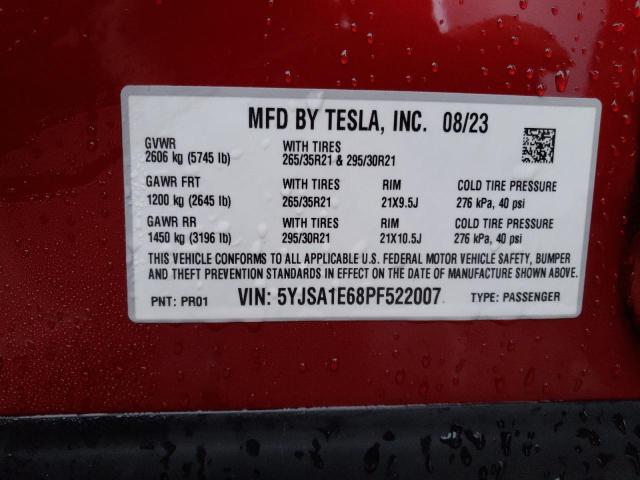 MFD BY TESLA, INC. 08/23
GVWR WITH TIRES
2606 kg (5745 lb) 265/35R21 & 295/30R21
GAWR FRT WITH TIRES RIM COLD TIRE PRESSURE
1200 kg (2645 lb) 265/35R21 21X9.5J 276 kPa, 40 psi
GAWR RR WITH TIRES RIM COLD TIRE PRESSURE
1450 kg (3196 lb) 295/30R21 21X10.5J 276 kPa, 40 psi
THIS VEHICLE CONFORMS TO ALL APPLICABLE U.S. FEDERAL MOTOR VEHICLE SAFETY, BUMPER
AND THEFT PREVENTION STANDARDS IN EFFECT ON THE DATE OF MANUFACTURE SHOWN ABOVE.
PNT: PR01 VIN: 5YJSA1E68PF522007 TYPE: PASSENGER